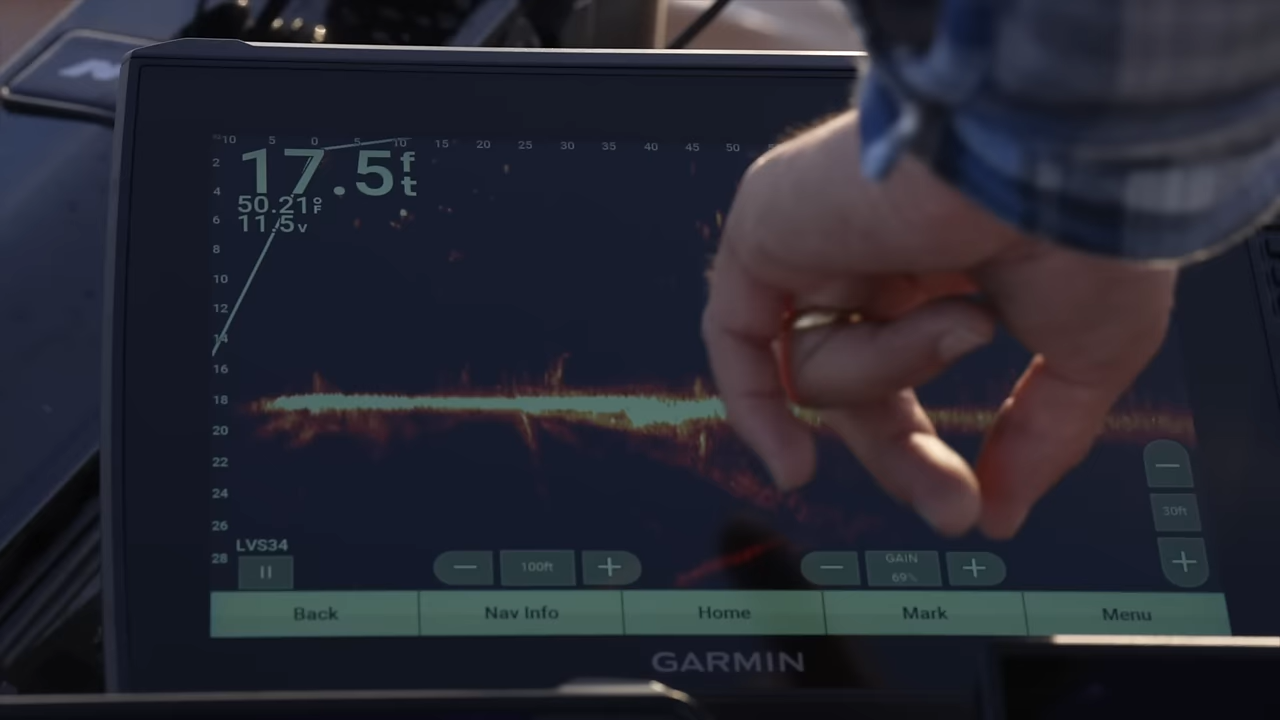 10 5 0 5 10 15 20 25 30 35 40 45 50
17.5 ft
50.21°F
11.5v
2
4
6
8
10
12
14
16
18
20
22
24
26
28
LVS34
100ft
GAIN
69%
30ft
Back Nav Info Home Mark Menu
GARMIN